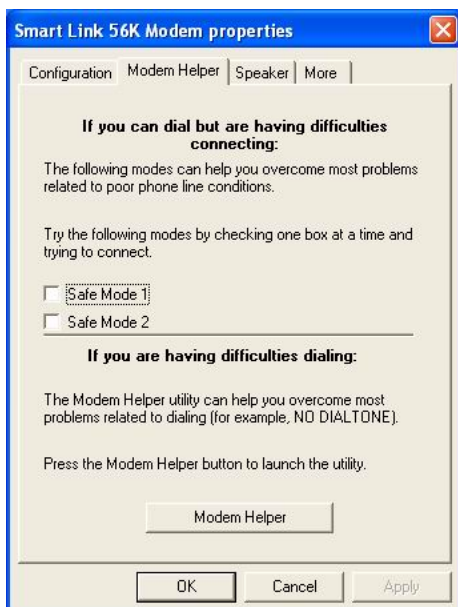 Smart Link 56K Modem properties
Configuration
Modem Helper
Speaker
More
If you can dial but are having difficulties
connecting:
The following modes can help you overcome most problems
related to poor phone line conditions.
Try the following modes by checking one box at a time and
trying to connect.
Safe Mode 1
Safe Mode 2
If you are having difficulties dialing:
The Modem Helper utility can help you overcome most
problems related to dialing (for example, NO DIALTONE).
Press the Modem Helper button to launch the utility.
Modem Helper
OK
Cancel
Apply